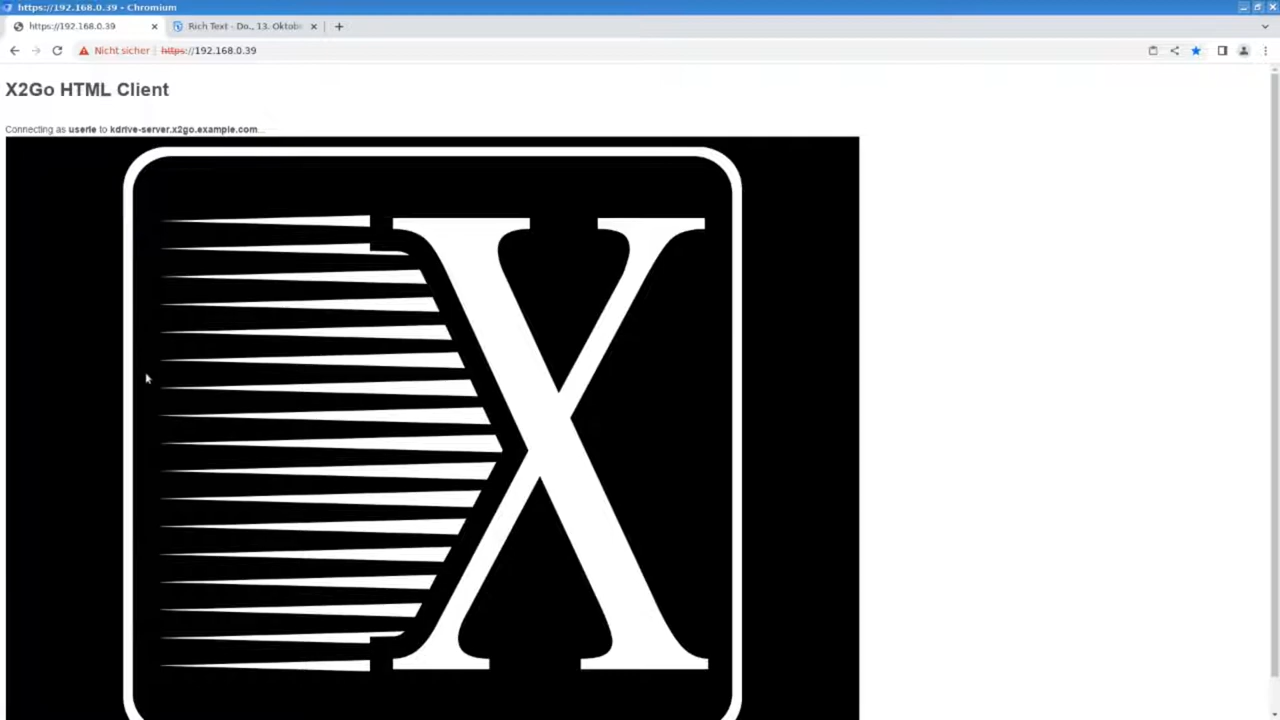 https://192.168.0.39 - Chromium
https://192.168.0.39
Rich Text - Do., 13. Oktob
Nicht sicher
https://192.168.0.39
X2Go HTML Client
Connecting as userle to kdrive-server.x2go.example.com...
X